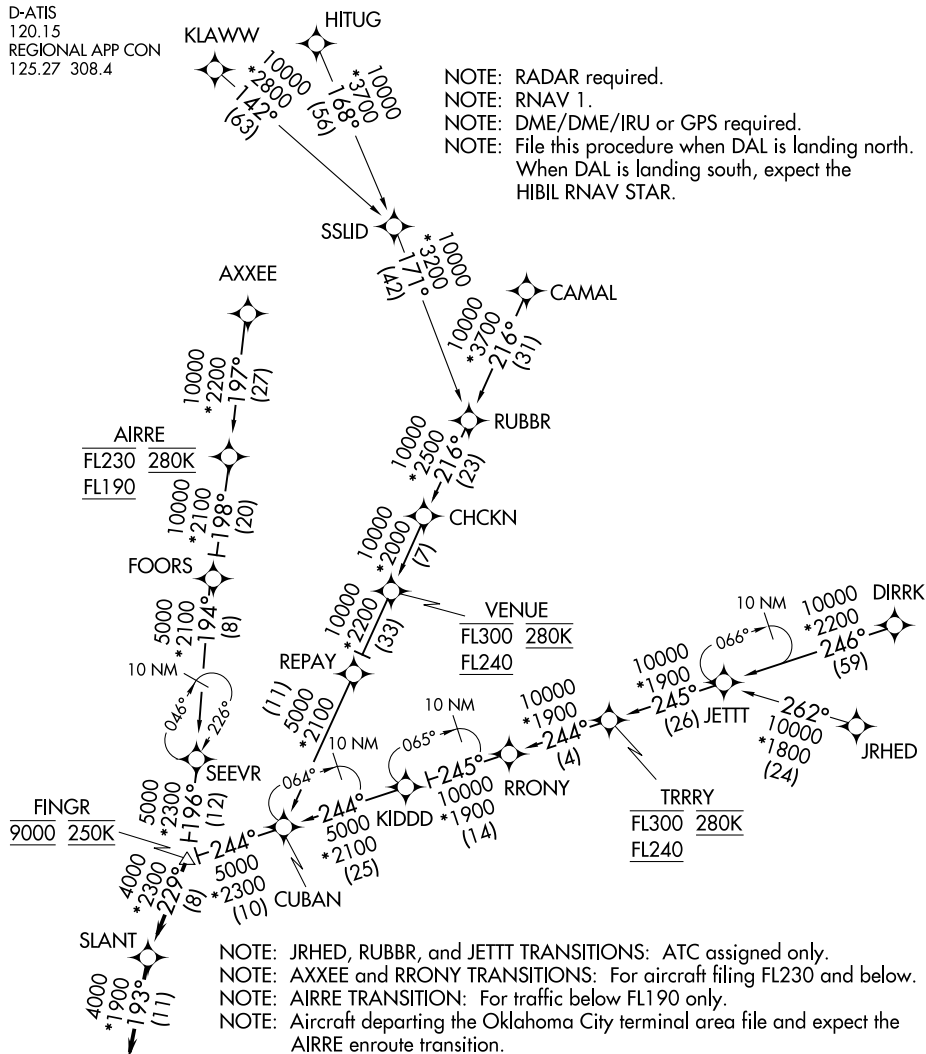 D-ATIS
120.15
REGIONAL APP CON
125.27 308.4
KLAWW
10000
*2800
142°
(63)
HITUG
10000
*3700
168°
(56)
NOTE: RADAR required.
NOTE: RNAV 1.
NOTE: DME/DME/IRU or GPS required.
NOTE: File this procedure when DAL is landing north.
When DAL is landing south, expect the
HIBIL RNAV STAR.
SSLID
10000
*3200
171°
(42)
CAMAL
10000
*3700
216°
(31)
AXXEE
10000
*2200
197°
(27)
RUBBR
10000
*2500
216°
(23)
AIRRE
FL230 280K
FL190
10000
*2100
198°
(20)
CHCKN
10000
*2000
(7)
FOORS
5000
*2100
194°
(8)
VENUE
FL300 280K
FL240
10000
*2200
(33)
REPAY
(11)
5000
*2100
DIRRK
10000
*2200
246°
(59)
10 NM
066°
JETTT
262°
10000
*1800
(24)
JRHED
10000
*1900
245°
(26)
TRRRY
FL300 280K
FL240
10000
*1900
244°
(4)
RRONY
10 NM
065°
245°
10000
*1900
(14)
KIDDD
10 NM
064°
244°
5000
*2100
(25)
CUBAN
244°
5000
*2300
(10)
10 NM
046°
226°
SEEVR
5000
*2300
196°
(12)
FINGR
9000 250K
4000
*2300
229°
(8)
SLANT
4000
*1900
193°
(11)
NOTE: JRHED, RUBBR, and JETTT TRANSITIONS: ATC assigned only.
NOTE: AXXEE and RRONY TRANSITIONS: For aircraft filing FL230 and below.
NOTE: AIRRE TRANSITION: For traffic below FL190 only.
NOTE: Aircraft departing the Oklahoma City terminal area file and expect the
AIRRE enroute transition.